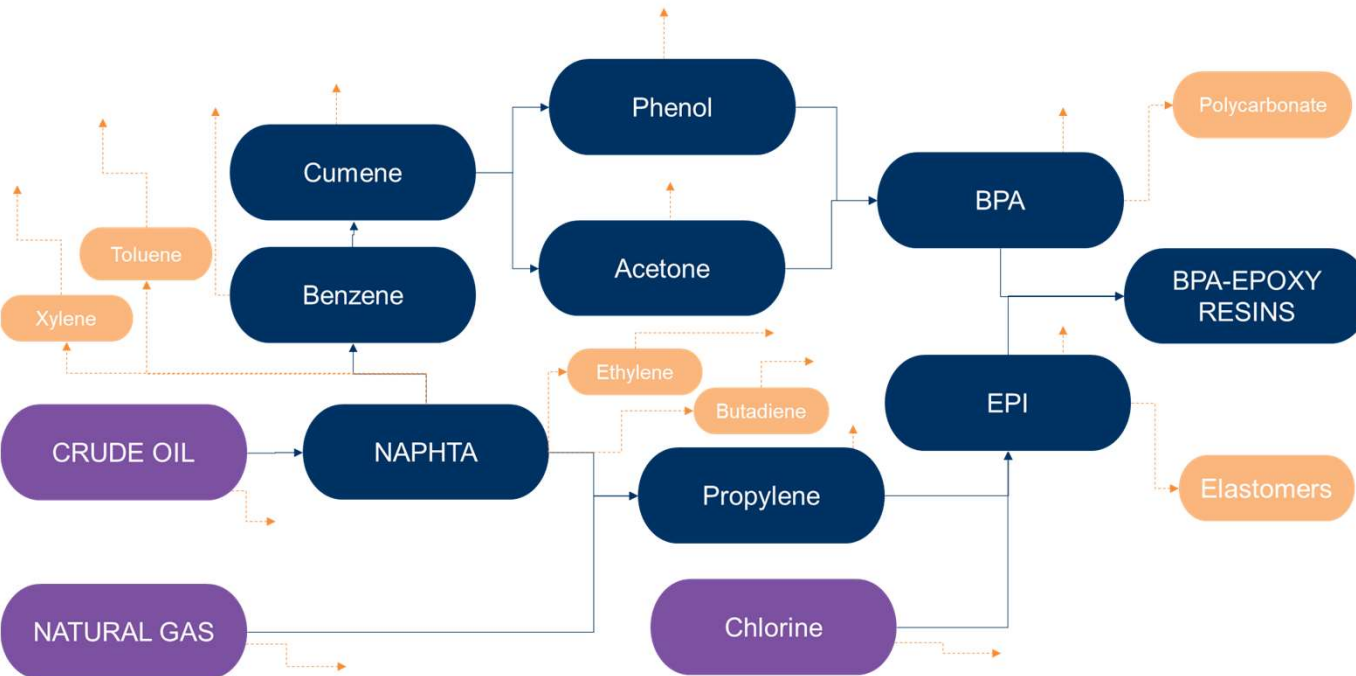 Phenol
Polycarbonate
Cumene
BPA
Toluene
Acetone
Benzene
BPA-EPOXY
RESINS
Xylene
Ethylene
Butadiene
EPI
CRUDE OIL
NAPHTA
Propylene
Elastomers
NATURAL GAS
Chlorine